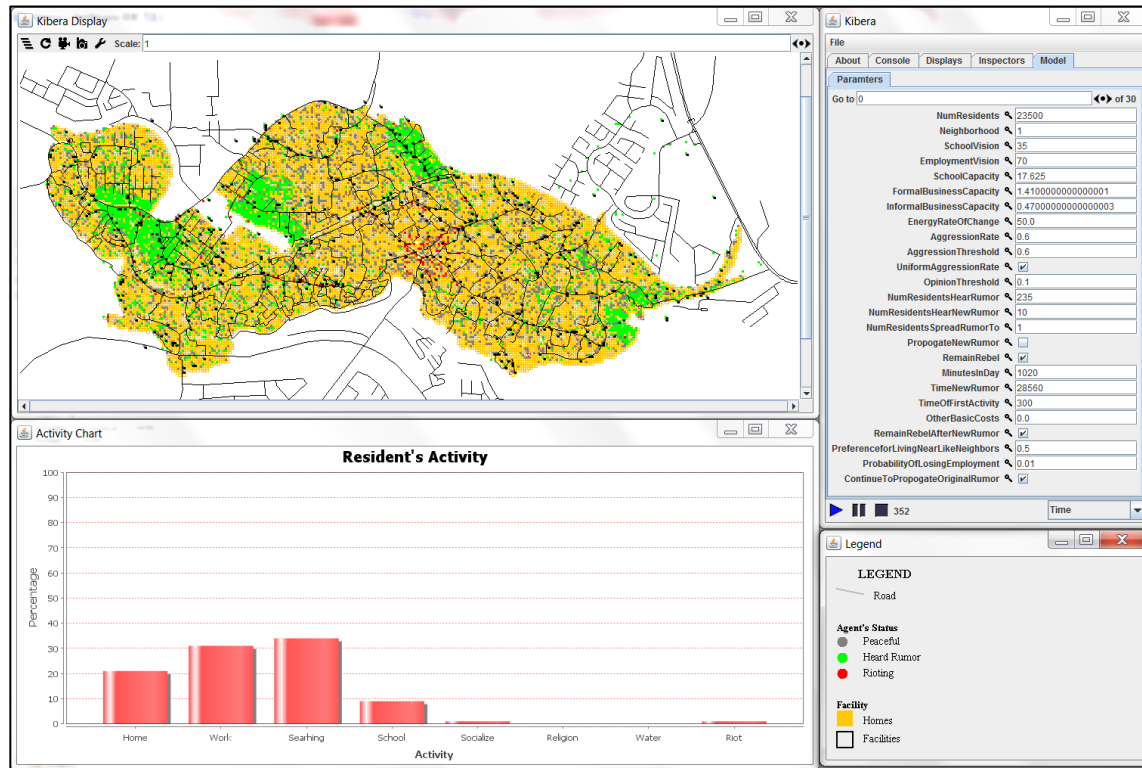 Kibera Display
Scale: 1
Kibera
File
About Console Displays Inspectors Model
Paramters
Go to 0 of 30
NumResidents 23500
Neighborhood 1
SchoolVision 35
EmploymentVision 70
SchoolCapacity 17.625
FormalBusinessCapacity 1.4100000000000001
InformalBusinessCapacity 0.47000000000000003
EnergyRateOfChange 50.0
AggressionRate 0.6
AggressionThreshold 0.6
UniformAggressionRate
OpinionThreshold 0.1
NumResidentsHearRumor 235
NumResidentsHearNewRumor 10
NumResidentsSpreadRumorTo 1
PropogateNewRumor
RemainRebel
MinutesInDay 1020
TimeNewRumor 28560
TimeOfFirstActivity 300
OtherBasicCosts 0.0
RemainRebelAfterNewRumor
PreferenceforLivingNearLikeNeighbors 0.5
ProbabilityOfLosingEmployment 0.01
ContinueToPropogateOriginalRumor
352 Time
Activity Chart
Resident's Activity
Percentage
100
90
80
70
60
50
40
30
20
10
0
Home Work Searhing School Socialize Religion Water Riot
Activity
Legend
LEGEND
Road
Agent's Status
Peaceful
Heard Rumor
Rioting
Facility
Homes
Facilities